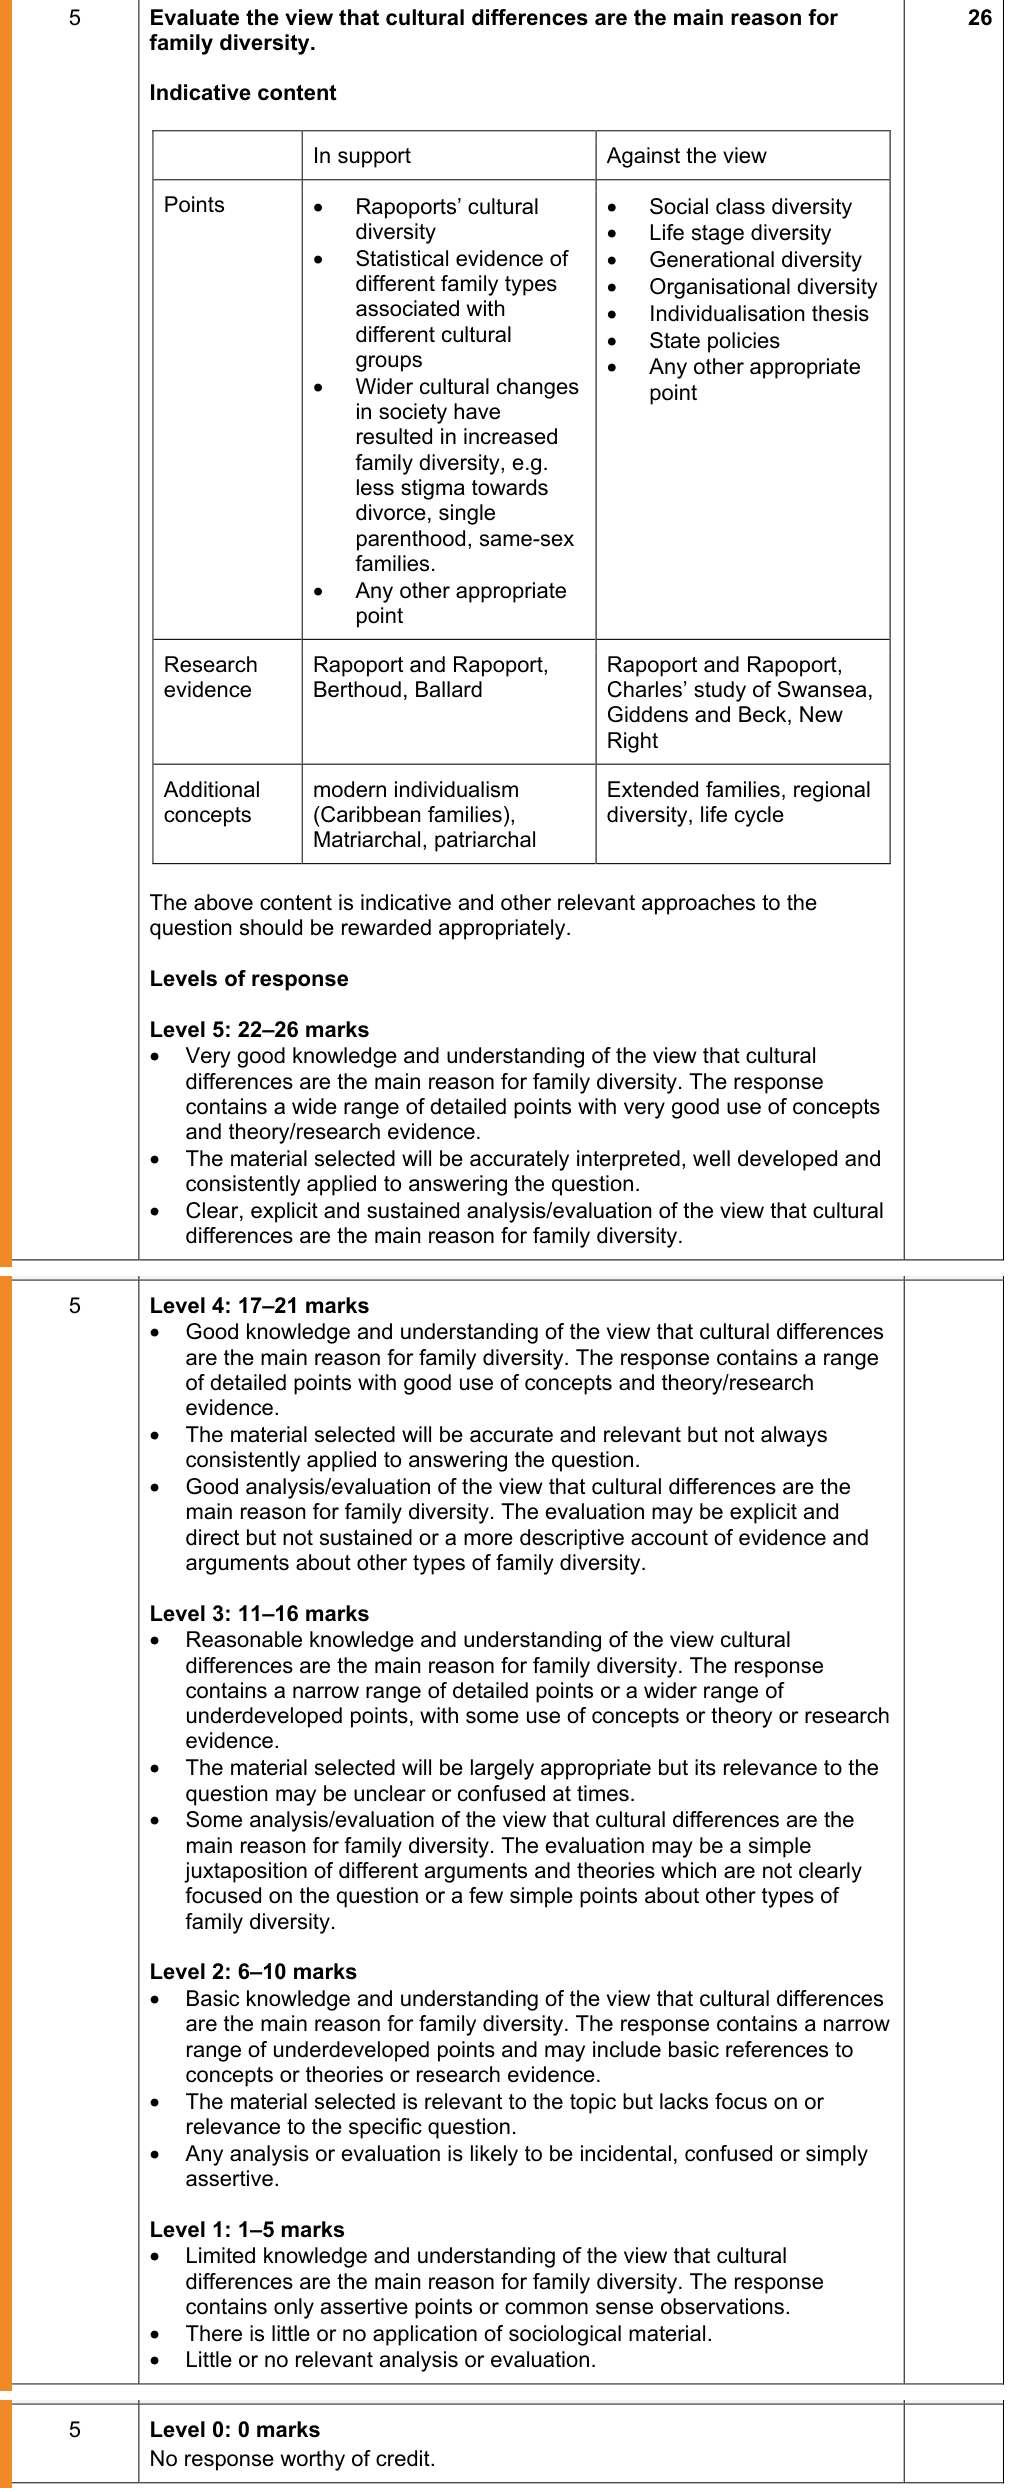 5
Evaluate the view that cultural differences are the main reason for
family diversity.
26
Indicative content
In support
Against the view
Points
• Rapoports’ cultural
diversity
• Statistical evidence of
different family types
associated with
different cultural
groups
• Wider cultural changes
in society have
resulted in increased
family diversity, e.g.
less stigma towards
divorce, single
parenthood, same-sex
families.
• Any other appropriate
point
• Social class diversity
• Life stage diversity
• Generational diversity
• Organisational diversity
• Individualisation thesis
• State policies
• Any other appropriate
point
Research
evidence
Rapoport and Rapoport,
Berthoud, Ballard
Rapoport and Rapoport,
Charles’ study of Swansea,
Giddens and Beck, New
Right
Additional
concepts
modern individualism
(Caribbean families),
Matriarchal, patriarchal
Extended families, regional
diversity, life cycle
The above content is indicative and other relevant approaches to the
question should be rewarded appropriately.
Levels of response
Level 5: 22–26 marks
• Very good knowledge and understanding of the view that cultural
differences are the main reason for family diversity. The response
contains a wide range of detailed points with very good use of concepts
and theory/research evidence.
• The material selected will be accurately interpreted, well developed and
consistently applied to answering the question.
• Clear, explicit and sustained analysis/evaluation of the view that cultural
differences are the main reason for family diversity.
5
Level 4: 17–21 marks
• Good knowledge and understanding of the view that cultural differences
are the main reason for family diversity. The response contains a range
of detailed points with good use of concepts and theory/research
evidence.
• The material selected will be accurate and relevant but not always
consistently applied to answering the question.
• Good analysis/evaluation of the view that cultural differences are the
main reason for family diversity. The evaluation may be explicit and
direct but not sustained or a more descriptive account of evidence and
arguments about other types of family diversity.
Level 3: 11–16 marks
• Reasonable knowledge and understanding of the view cultural
differences are the main reason for family diversity. The response
contains a narrow range of detailed points or a wider range of
underdeveloped points, with some use of concepts or theory or research
evidence.
• The material selected will be largely appropriate but its relevance to the
question may be unclear or confused at times.
• Some analysis/evaluation of the view that cultural differences are the
main reason for family diversity. The evaluation may be a simple
juxtaposition of different arguments and theories which are not clearly
focused on the question or a few simple points about other types of
family diversity.
Level 2: 6–10 marks
• Basic knowledge and understanding of the view that cultural differences
are the main reason for family diversity. The response contains a narrow
range of underdeveloped points and may include basic references to
concepts or theories or research evidence.
• The material selected is relevant to the topic but lacks focus on or
relevance to the specific question.
• Any analysis or evaluation is likely to be incidental, confused or simply
assertive.
Level 1: 1–5 marks
• Limited knowledge and understanding of the view that cultural
differences are the main reason for family diversity. The response
contains only assertive points or common sense observations.
• There is little or no application of sociological material.
• Little or no relevant analysis or evaluation.
5
Level 0: 0 marks
No response worthy of credit.